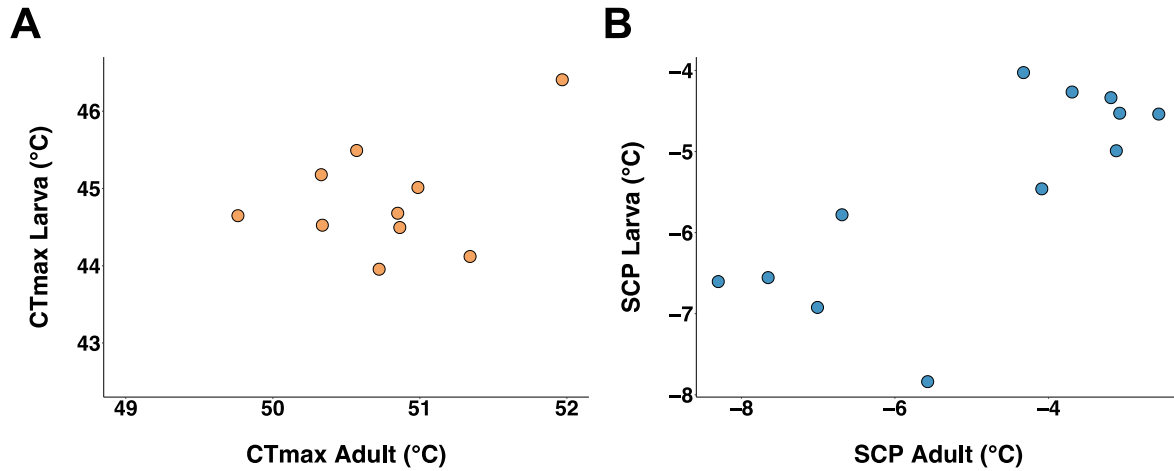 A
CTmax Larva (°C)
46
45
44
43
49
50
51
52
CTmax Adult (°C)
B
SCP Larva (°C)
−4
−5
−6
−7
−8
−8
−6
−4
SCP Adult (°C)